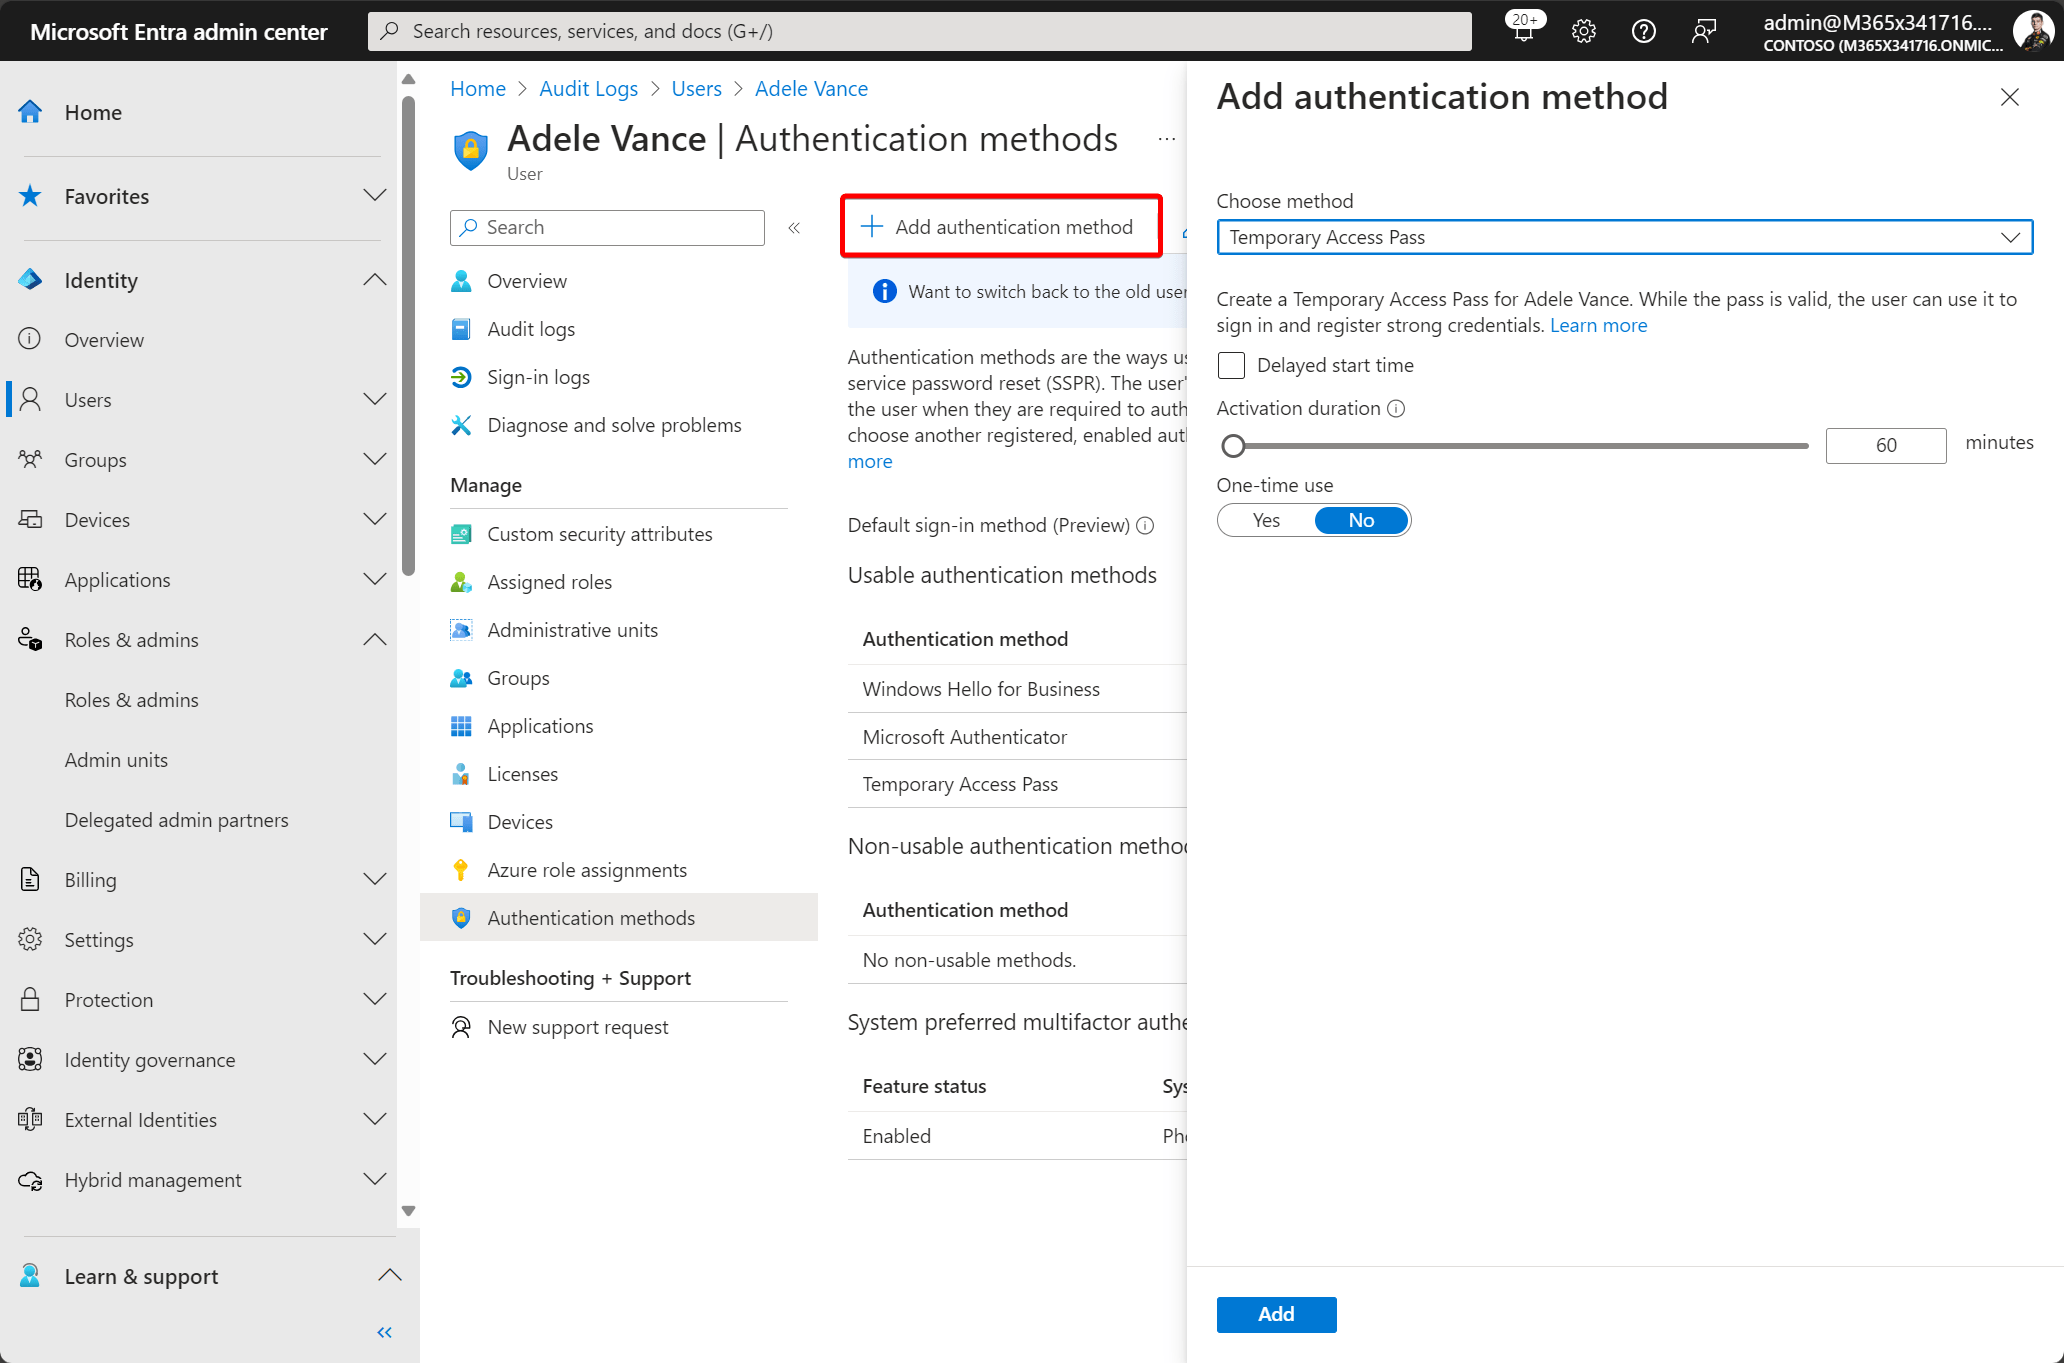 Microsoft Entra admin center
Search resources, services, and docs (G+/)
20+
admin@M365x341716....
CONTOSO (M365X341716.ONMIC...
Home
Favorites
Identity
Overview
Users
Groups
Devices
Applications
Roles & admins
Roles & admins
Admin units
Delegated admin partners
Billing
Settings
Protection
Identity governance
External Identities
Hybrid management
Learn & support
Home > Audit Logs > Users > Adele Vance
Adele Vance | Authentication methods ...
User
Search
Overview
Audit logs
Sign-in logs
Diagnose and solve problems
Manage
Custom security attributes
Assigned roles
Administrative units
Groups
Applications
Licenses
Devices
Azure role assignments
Authentication methods
Troubleshooting + Support
New support request
Add authentication method
Want to switch back to the old user
Authentication methods are the ways us
service password reset (SSPR). The user'
the user when they are required to auth
choose another registered, enabled aut
more
Default sign-in method (Preview)
Usable authentication methods
Authentication method
Windows Hello for Business
Microsoft Authenticator
Temporary Access Pass
Non-usable authentication metho
Authentication method
No non-usable methods.
System preferred multifactor authe
Feature status Sys
Enabled Pho
Add authentication method
Choose method
Temporary Access Pass
Create a Temporary Access Pass for Adele Vance. While the pass is valid, the user can use it to
sign in and register strong credentials. Learn more
Delayed start time
Activation duration
60 minutes
One-time use
Yes No
Add